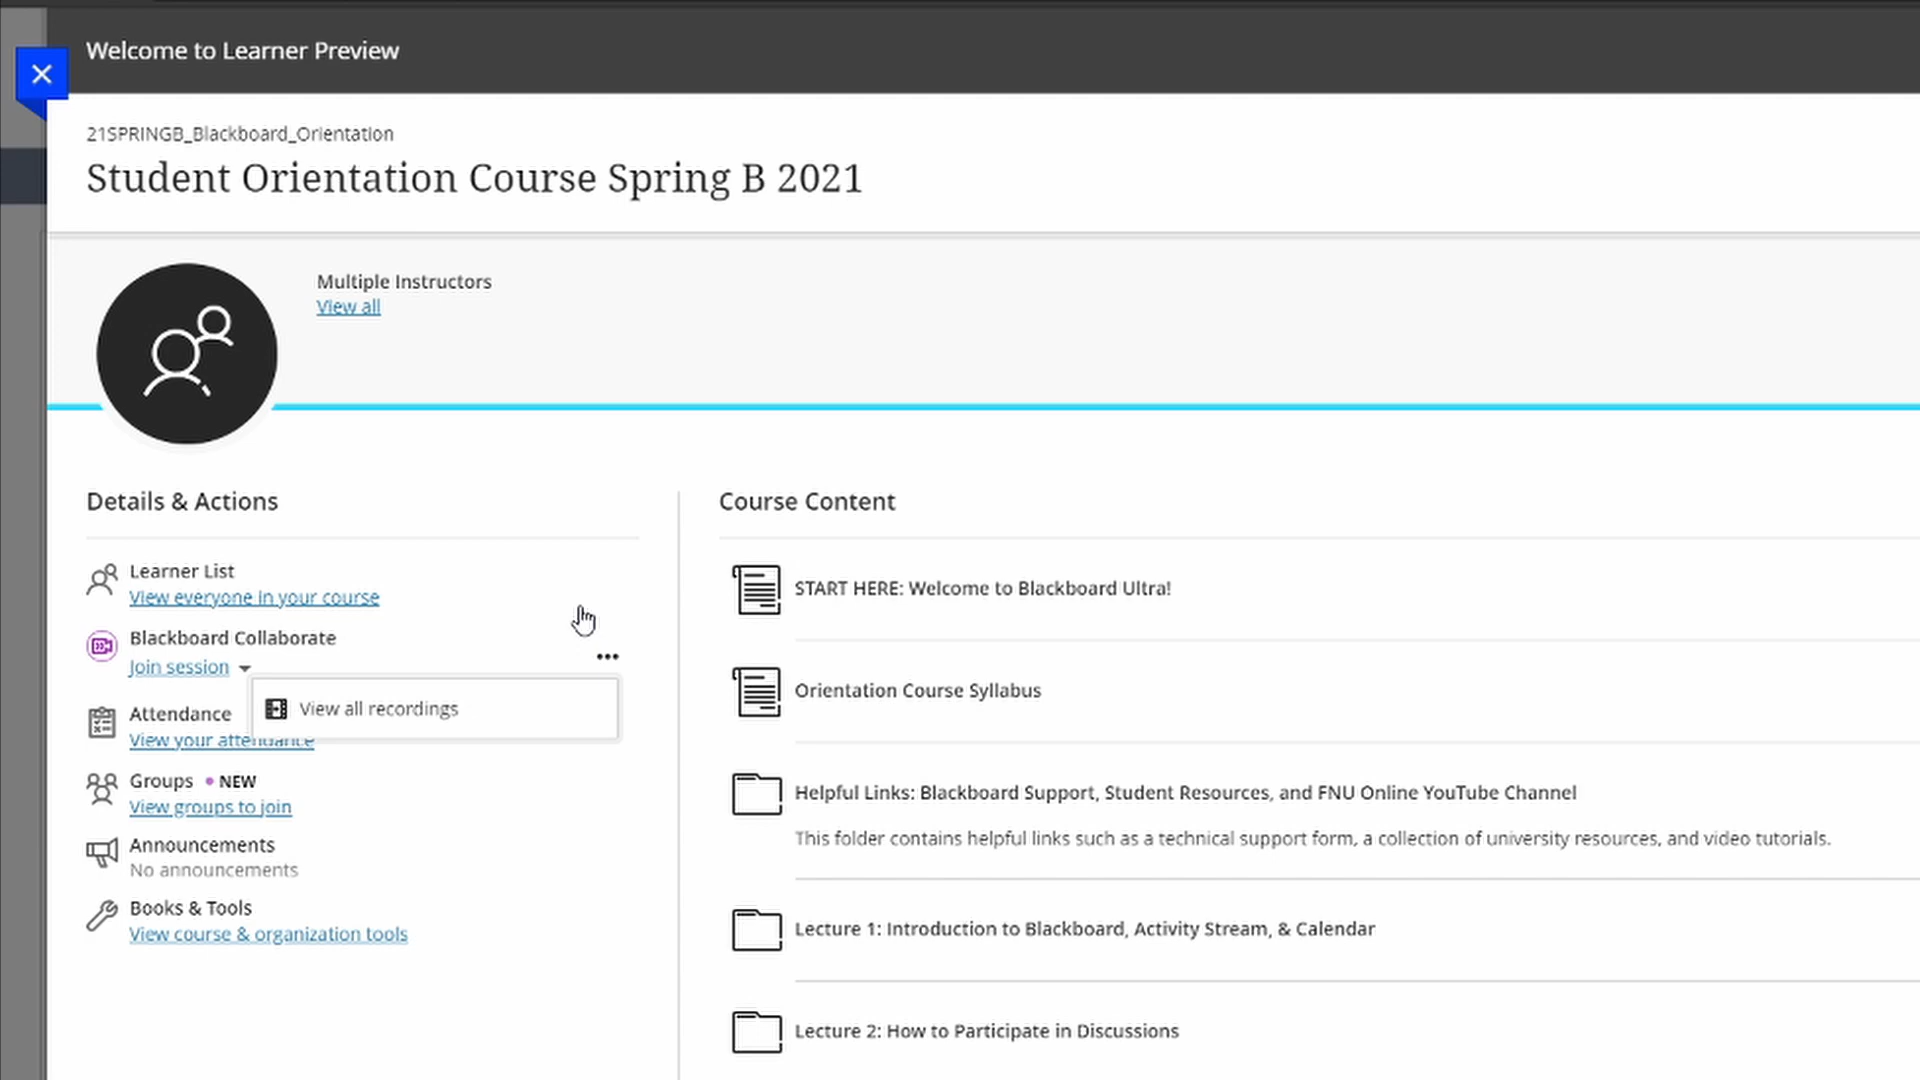 Welcome to Learner Preview
21SPRINGB_Blackboard_Orientation
Student Orientation Course Spring B 2021
Multiple Instructors
View all
Details & Actions
Learner List
View everyone in your course
Blackboard Collaborate
Join session
View all recordings
Attendance
View your attendance
Groups • NEW
View groups to join
Announcements
No announcements
Books & Tools
View course & organization tools
Course Content
START HERE: Welcome to Blackboard Ultra!
Orientation Course Syllabus
Helpful Links: Blackboard Support, Student Resources, and FNU Online YouTube Channel
This folder contains helpful links such as a technical support form, a collection of university resources, and video tutorials.
Lecture 1: Introduction to Blackboard, Activity Stream, & Calendar
Lecture 2: How to Participate in Discussions